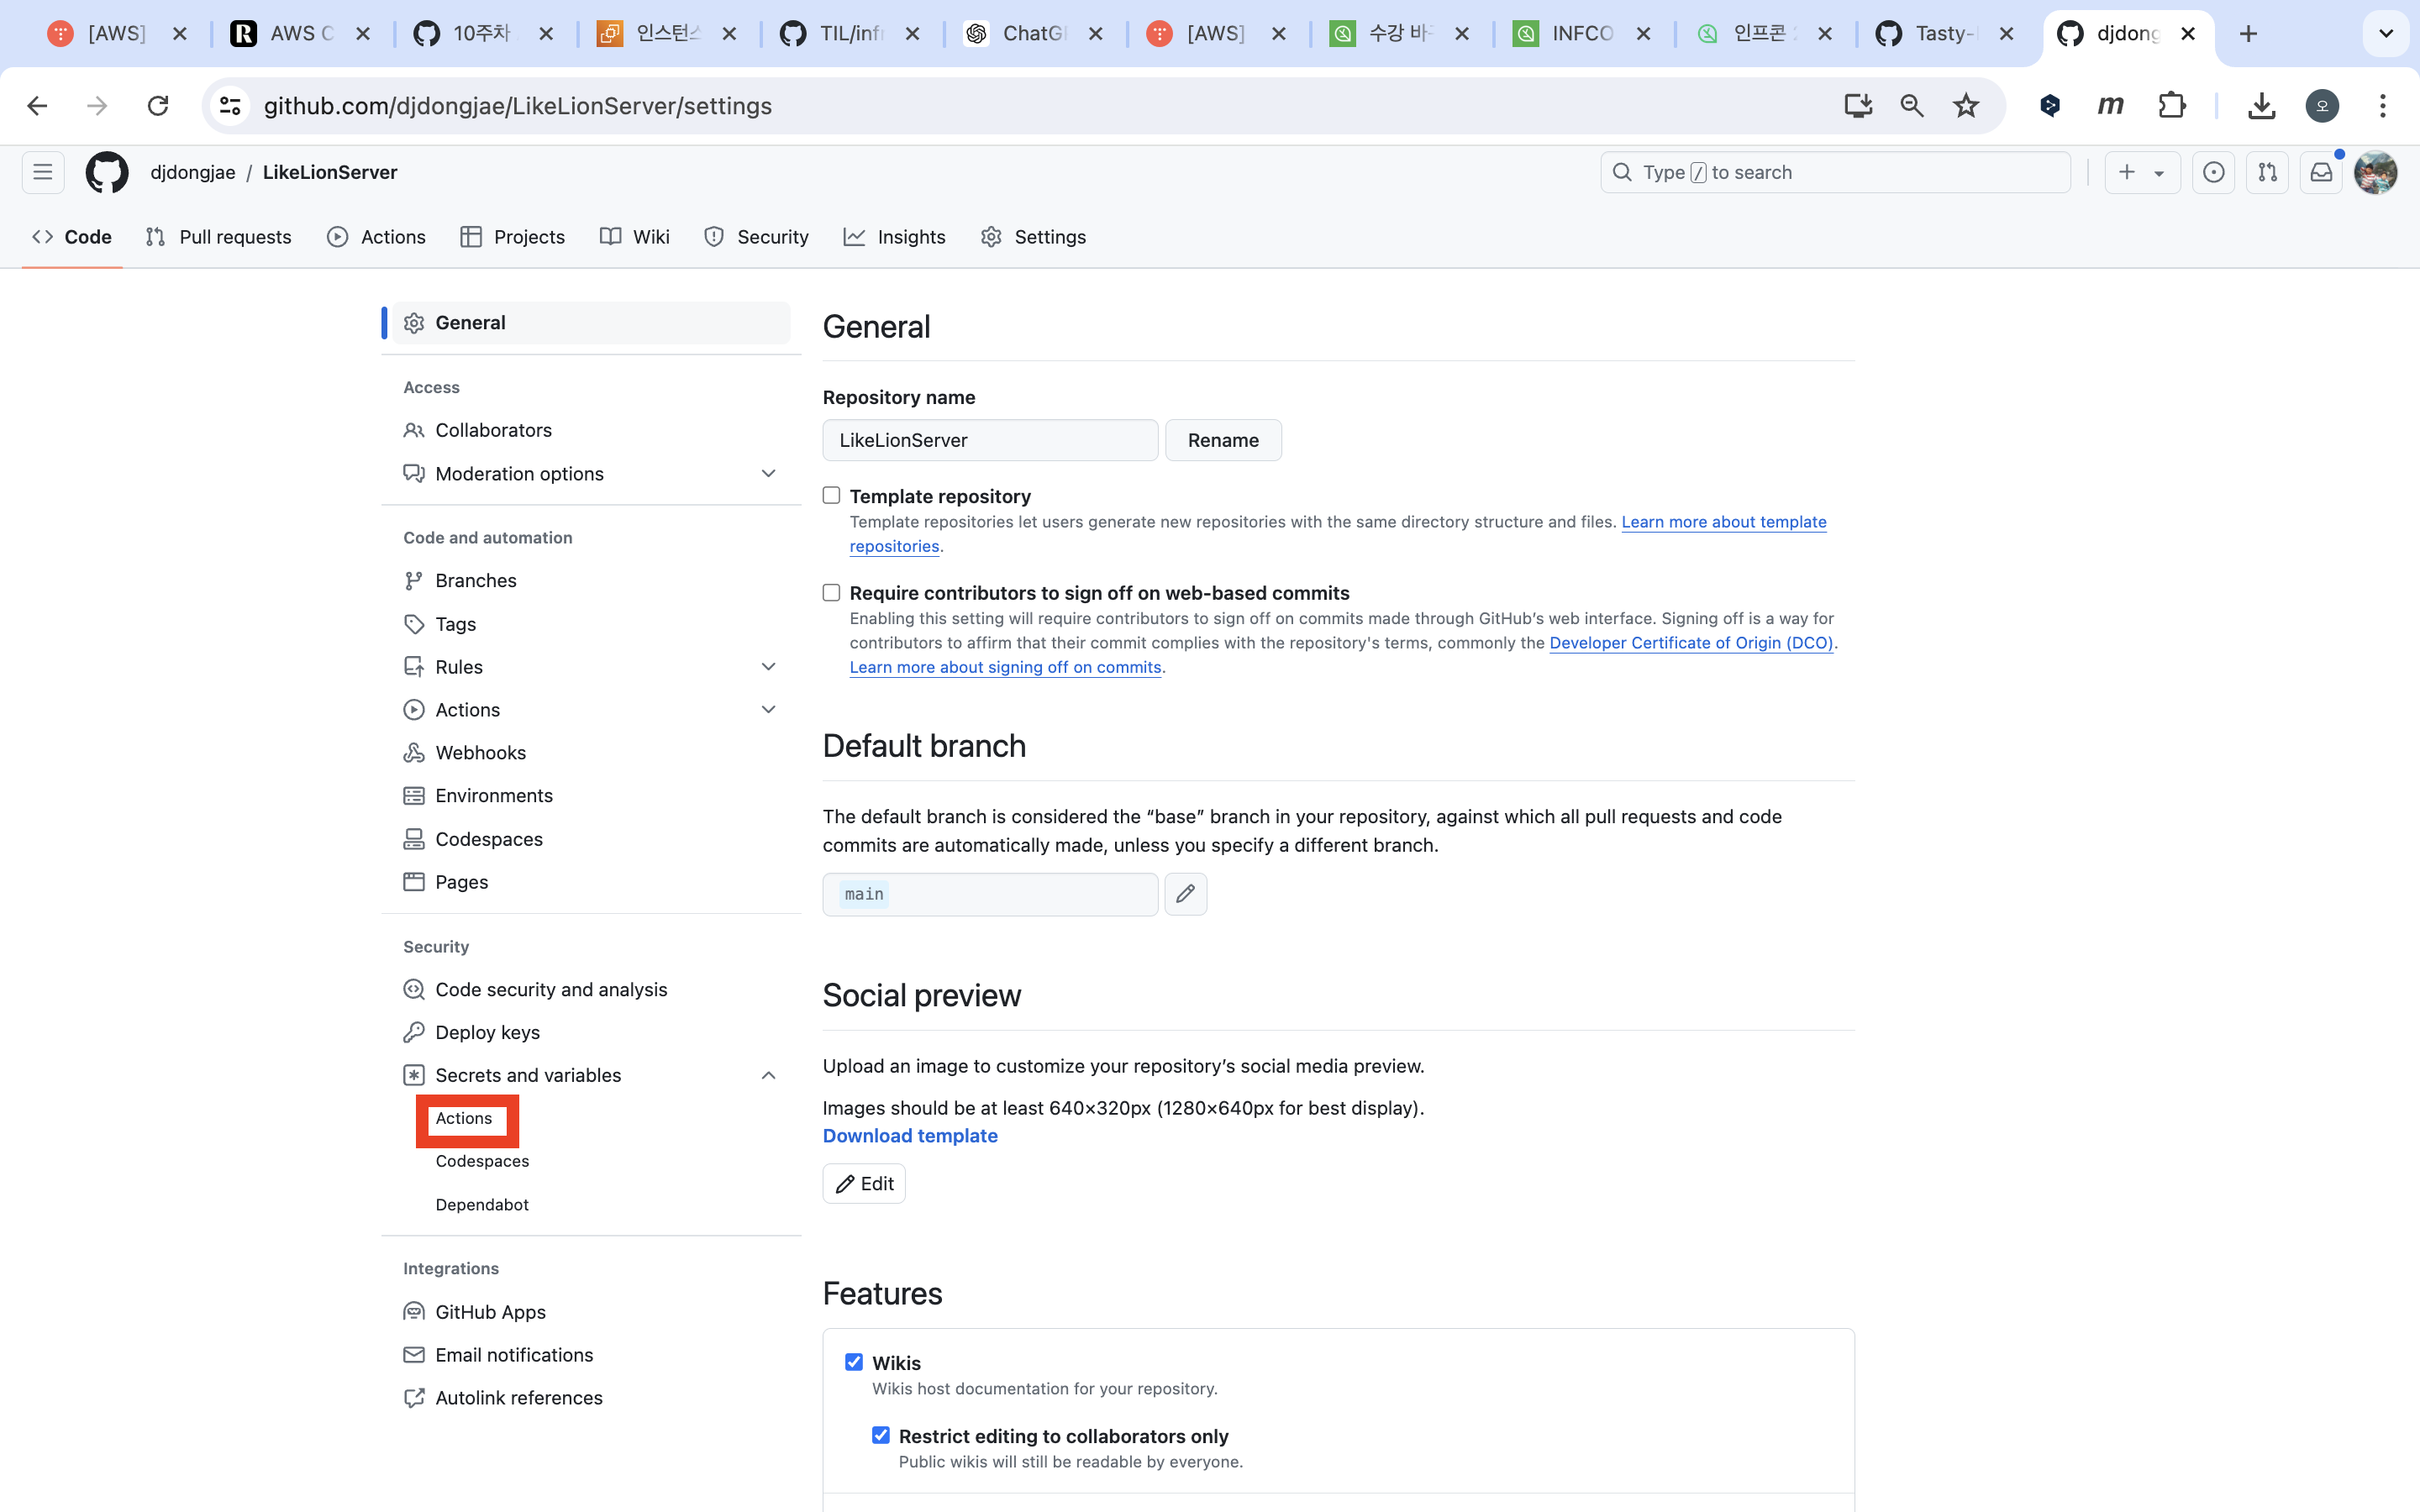 [AWS]
AWS C
10주차
인스턴스
TIL/infr
ChatGP
[AWS]
수강 바구
INFCO
인프콘 2
Tasty-
djdong
github.com/djdongjae/LikeLionServer/settings
오
djdongjae / LikeLionServer
Type / to search
Code
Pull requests
Actions
Projects
Wiki
Security
Insights
Settings
General
Access
Collaborators
Moderation options
Code and automation
Branches
Tags
Rules
Actions
Webhooks
Environments
Codespaces
Pages
Security
Code security and analysis
Deploy keys
Secrets and variables
Actions
Codespaces
Dependabot
Integrations
GitHub Apps
Email notifications
Autolink references
General
Repository name
LikeLionServer
Rename
Template repository
Template repositories let users generate new repositories with the same directory structure and files. Learn more about template
repositories.
Require contributors to sign off on web-based commits
Enabling this setting will require contributors to sign off on commits made through GitHub’s web interface. Signing off is a way for
contributors to affirm that their commit complies with the repository's terms, commonly the Developer Certificate of Origin (DCO).
Learn more about signing off on commits.
Default branch
The default branch is considered the “base” branch in your repository, against which all pull requests and code
commits are automatically made, unless you specify a different branch.
main
Social preview
Upload an image to customize your repository’s social media preview.
Images should be at least 640×320px (1280×640px for best display).
Download template
Edit
Features
Wikis
Wikis host documentation for your repository.
Restrict editing to collaborators only
Public wikis will still be readable by everyone.